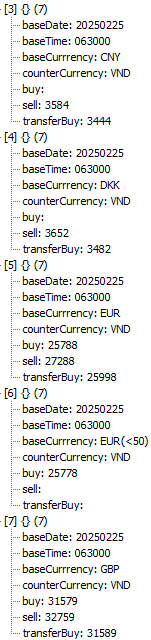 [3] {} (7)
baseDate: 20250225
baseTime: 063000
baseCurrrency: CNY
counterCurrency: VND
buy:
sell: 3584
transferBuy: 3444
[4] {} (7)
baseDate: 20250225
baseTime: 063000
baseCurrrency: DKK
counterCurrency: VND
buy:
sell: 3652
transferBuy: 3482
[5] {} (7)
baseDate: 20250225
baseTime: 063000
baseCurrrency: EUR
counterCurrency: VND
buy: 25788
sell: 27288
transferBuy: 25998
[6] {} (7)
baseDate: 20250225
baseTime: 063000
baseCurrrency: EUR(<50)
counterCurrency: VND
buy: 25778
sell:
transferBuy:
[7] {} (7)
baseDate: 20250225
baseTime: 063000
baseCurrrency: GBP
counterCurrency: VND
buy: 31579
sell: 32759
transferBuy: 31589